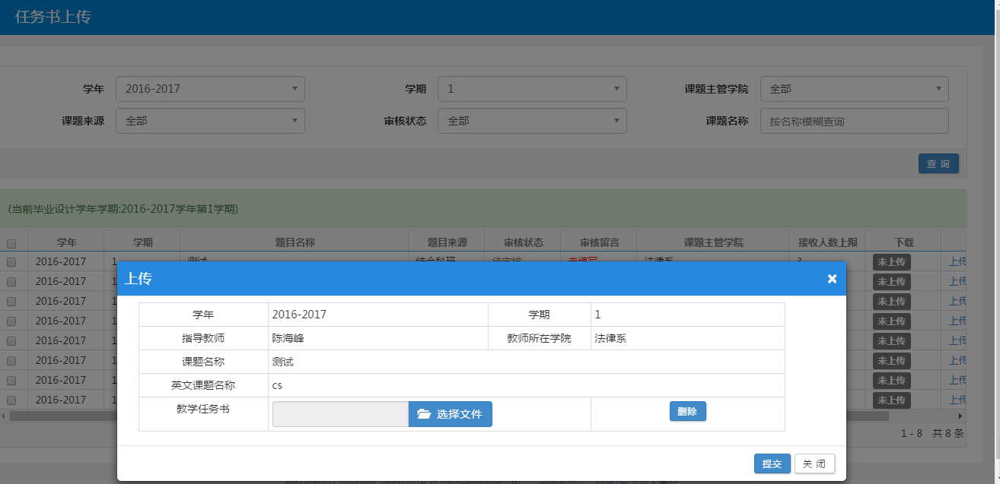 任务书上传
学年 2016-2017 学期 1 课题主管学院 全部
课题来源 全部 审核状态 全部 课题名称 按名称模糊查询
查 询
(当前毕业设计学年学期:2016-2017学年第1学期)
学年 学期 题目名称 题目来源 审核状态 审核留言 课题主管学院 接收人数上限 下载
2016-2017 1 测试 结合科研 待审核 未填写 法律系 3 未上传 上传
2016-2017 1 未上传 上传
2016-2017 1 未上传 上传
2016-2017 1 未上传 上传
2016-2017 1 未上传 上传
2016-2017 1 未上传 上传
2016-2017 1 未上传 上传
2016-2017 1 未上传 上传
1 - 8 共 8 条
上传 ×
学年 2016-2017 学期 1
指导教师 陈海峰 教师所在学院 法律系
课题名称 测试
英文课题名称 cs
教学任务书 选择文件 删除
提交 关 闭